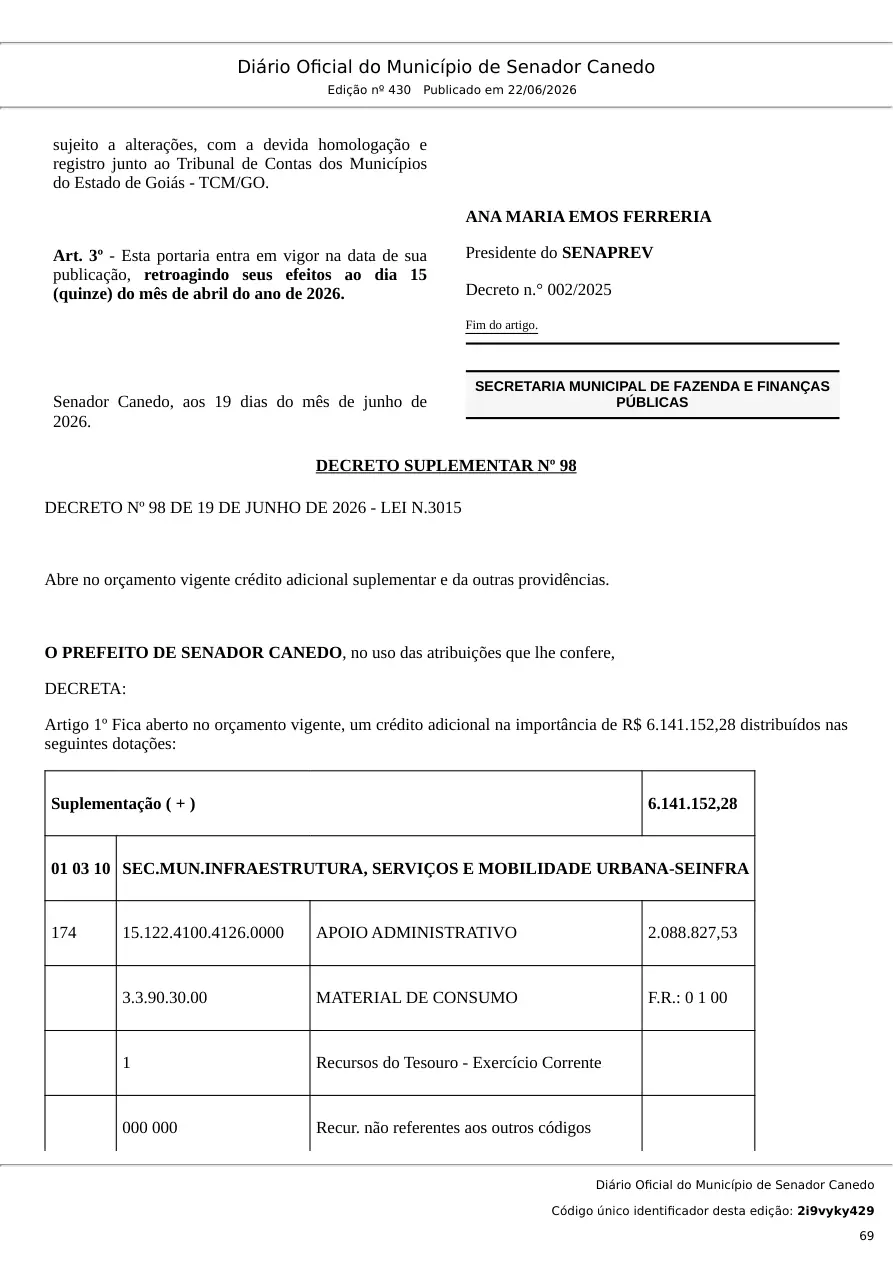 Diário Oficial do Município de Senador Canedo
Edição nº 430 Publicado em 22/06/2026
sujeito a alterações, com a devida homologação e
registro junto ao Tribunal de Contas dos Municípios
do Estado de Goiás - TCM/GO.
Art. 3º - Esta portaria entra em vigor na data de sua
publicação, retroagindo seus efeitos ao dia 15
(quinze) do mês de abril do ano de 2026.
Senador Canedo, aos 19 dias do mês de junho de
2026.
ANA MARIA EMOS FERRERIA
Presidente do SENAPREV
Decreto n.° 002/2025
Fim do artigo.
SECRETARIA MUNICIPAL DE FAZENDA E FINANÇAS
PÚBLICAS
DECRETO SUPLEMENTAR Nº 98
DECRETO Nº 98 DE 19 DE JUNHO DE 2026 - LEI N.3015
Abre no orçamento vigente crédito adicional suplementar e da outras providências.
O PREFEITO DE SENADOR CANEDO, no uso das atribuições que lhe confere,
DECRETA:
Artigo 1º Fica aberto no orçamento vigente, um crédito adicional na importância de R$ 6.141.152,28 distribuídos nas
seguintes dotações:
Suplementação ( + ) 6.141.152,28
01 03 10 SEC.MUN.INFRAESTRUTURA, SERVIÇOS E MOBILIDADE URBANA-SEINFRA
174 15.122.4100.4126.0000 APOIO ADMINISTRATIVO 2.088.827,53
3.3.90.30.00 MATERIAL DE CONSUMO F.R.: 0 1 00
1 Recursos do Tesouro - Exercício Corrente
000 000 Recur. não referentes aos outros códigos
Diário Oficial do Município de Senador Canedo
Código único identificador desta edição: 2i9vyky429
69